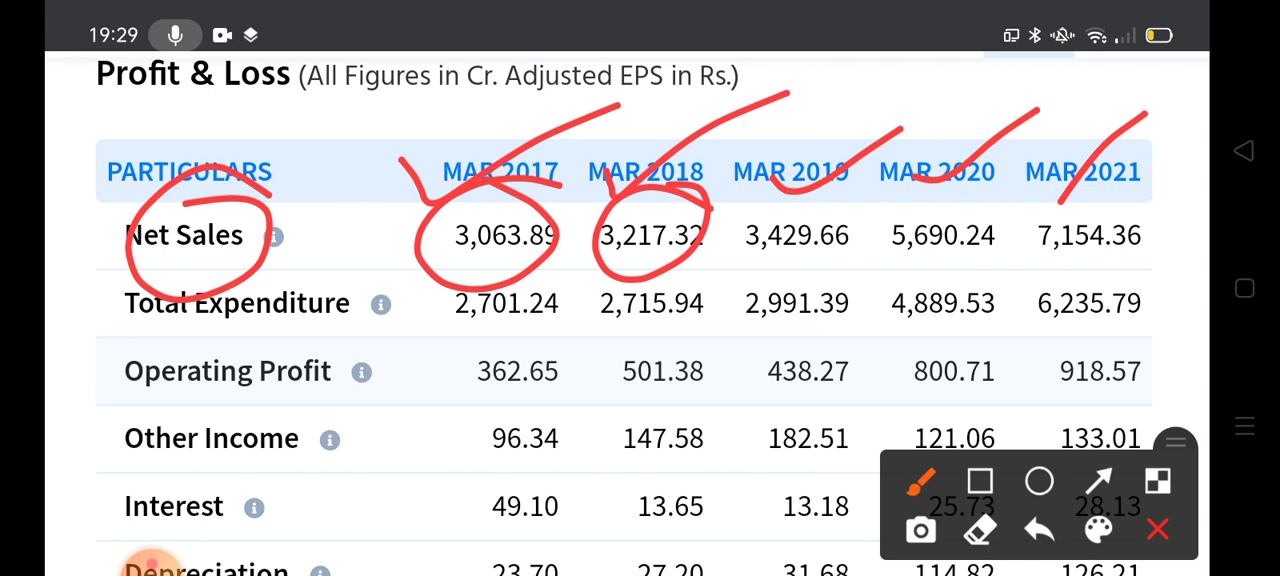 19:29
Profit & Loss (All Figures in Cr. Adjusted EPS in Rs.)
PARTICULARS MAR 2017 MAR 2018 MAR 2019 MAR 2020 MAR 2021
Net Sales 3,063.89 3,217.32 3,429.66 5,690.24 7,154.36
Total Expenditure 2,701.24 2,715.94 2,991.39 4,889.53 6,235.79
Operating Profit 362.65 501.38 438.27 800.71 918.57
Other Income 96.34 147.58 182.51 121.06 133.01
Interest 49.10 13.65 13.18 25.73 28.13
Depreciation 23.70 27.20 31.68 114.82 126.21